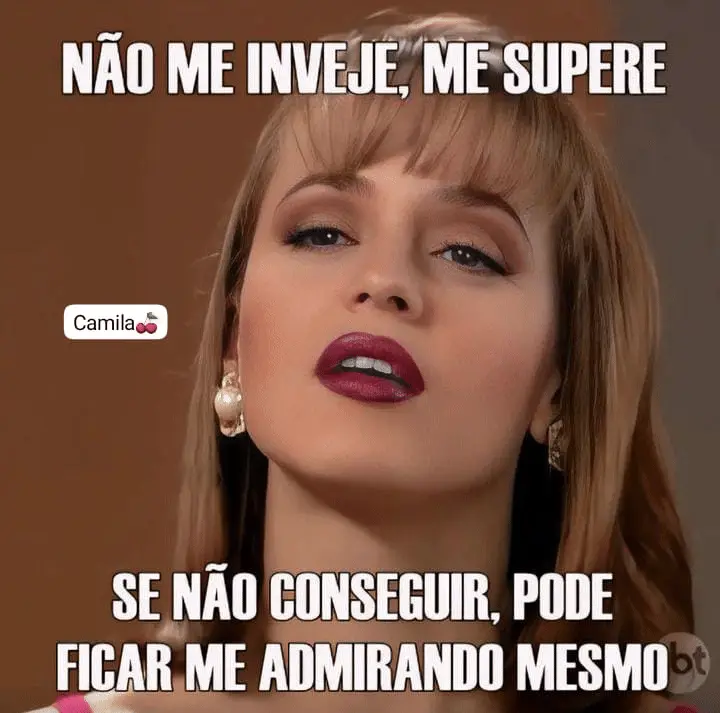 NÃO ME INVEJE, ME SUPERE
Camila🍒
SE NÃO CONSEGUIR, PODE
FICAR ME ADMIRANDO MESMO
bt